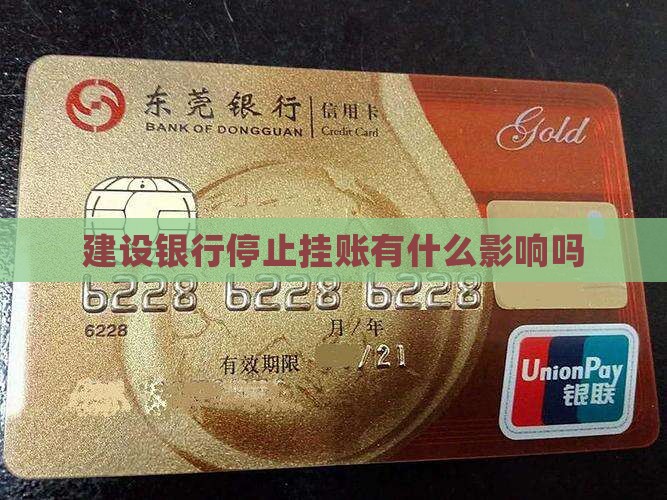 东莞银行 信用卡
BANK OF DONGGUAN Credit Card
Gold
建设银行停止挂账有什么影响吗
6228 6228 6228
6228
月/年
有效期限 /21
UnionPay
银联